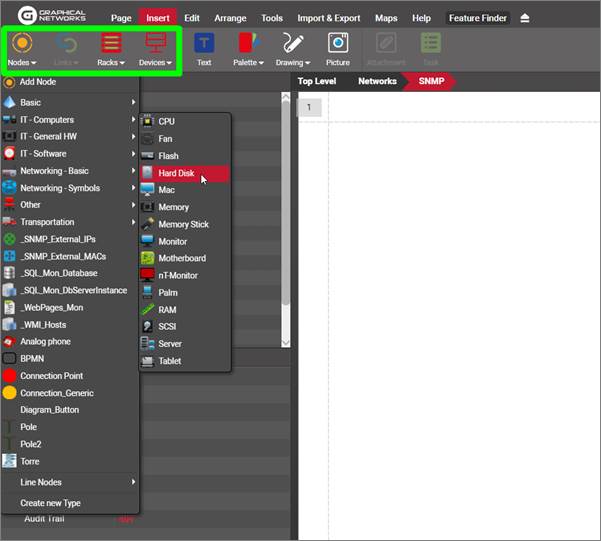 GRAPHICAL
NETWORKS
Page Insert Edit Arrange Tools Import & Export Maps Help Feature Finder
Nodes Links Racks Devices Text Palette Drawing Picture Attachment Task
Add Node
Basic
IT - Computers
IT - General HW
IT - Software
Networking - Basic
Networking - Symbols
Other
Transportation
_SNMP_External_IPs
_SNMP_External_MACs
_SQL_Mon_Database
_SQL_Mon_DbServerInstance
_WebPages_Mon
_WMI_Hosts
Analog phone
BPMN
Connection Point
Connection_Generic
Diagram_Button
Pole
Pole2
Torre
Line Nodes
Create new Type
Audit Trail
CPU
Fan
Flash
Hard Disk
Mac
Memory
Memory Stick
Monitor
Motherboard
nT-Monitor
Palm
RAM
SCSI
Server
Tablet
Top Level Networks SNMP
1